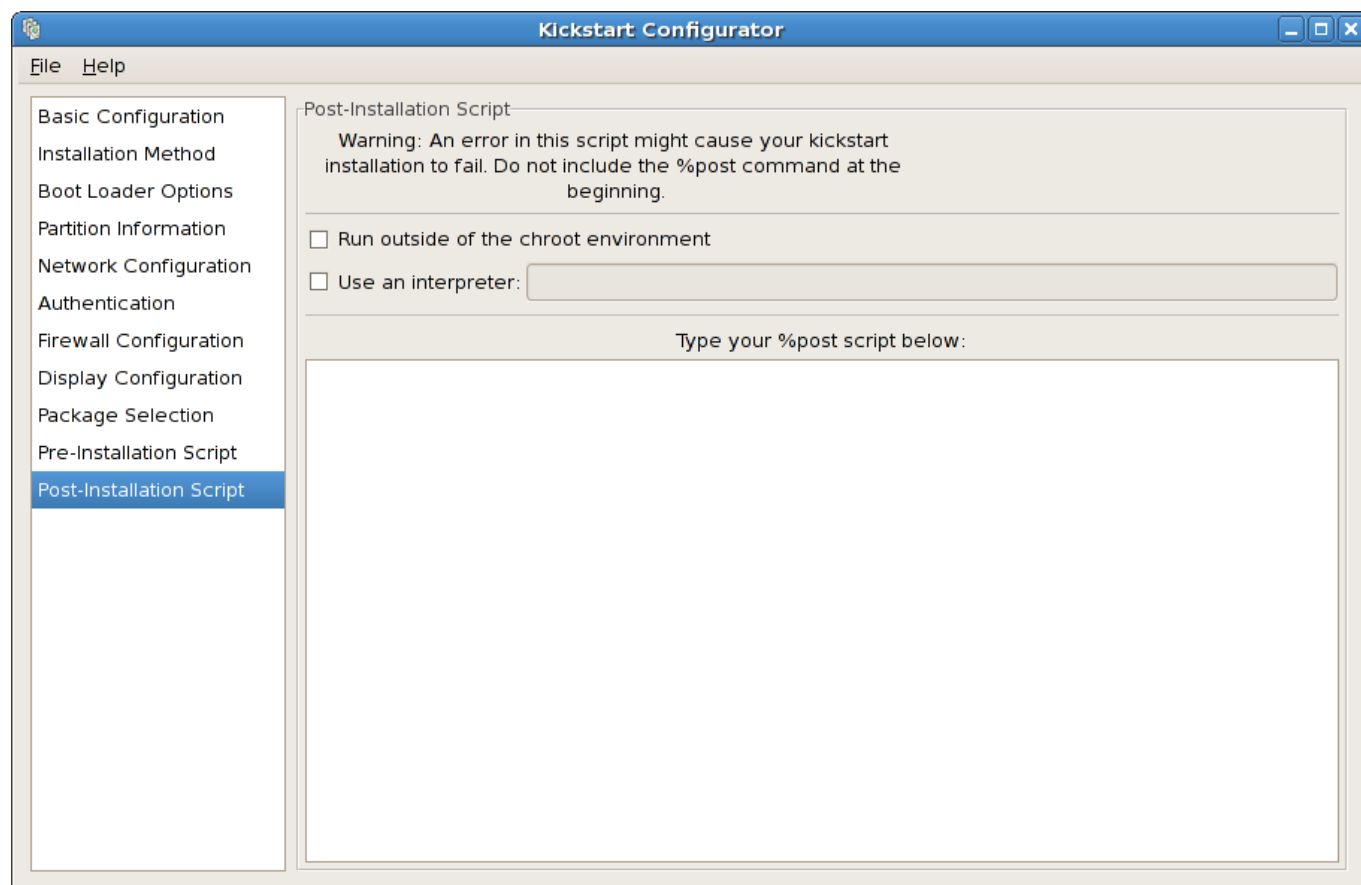 Kickstart Configurator
File Help
Basic Configuration
Installation Method
Boot Loader Options
Partition Information
Network Configuration
Authentication
Firewall Configuration
Display Configuration
Package Selection
Pre-Installation Script
Post-Installation Script
Post-Installation Script
Warning: An error in this script might cause your kickstart
installation to fail. Do not include the %post command at the
beginning.
Run outside of the chroot environment
Use an interpreter:
Type your %post script below: